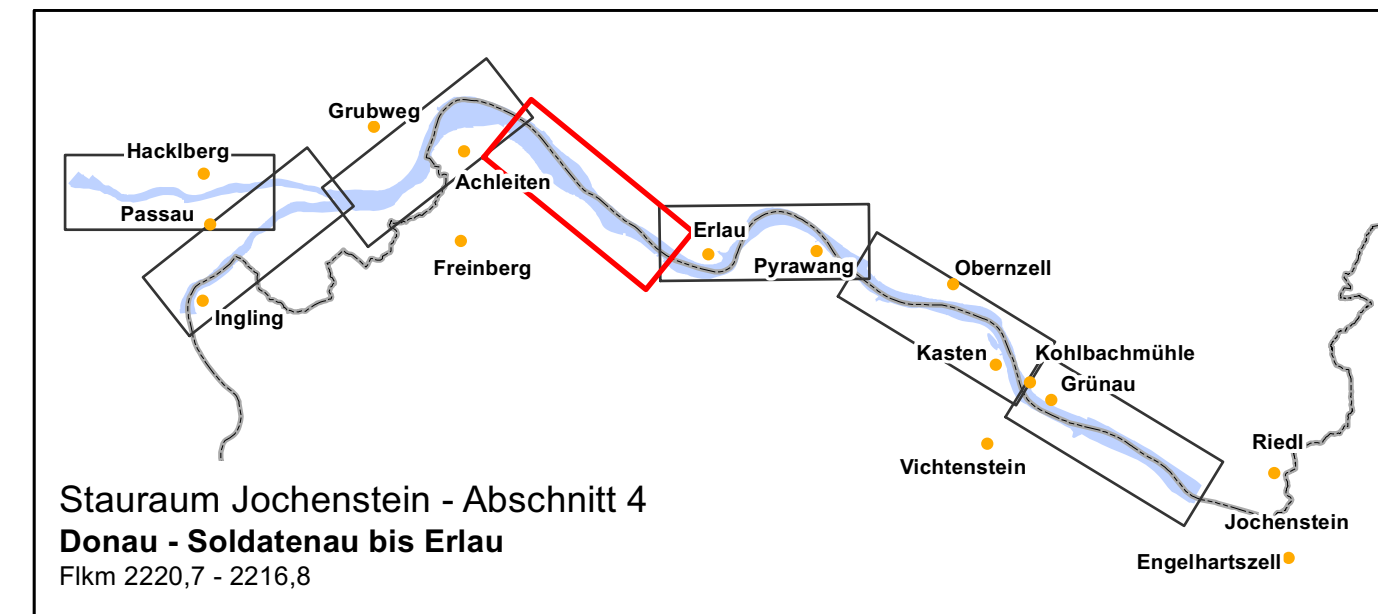 Grubweg
Hacklberg
Achleiten
Passau
Erlau
Freinberg
Pyrawang
Obernzell
Ingling
Kasten
Kohlbachmühle
Grünau
Riedl
Vichtenstein
Stauraum Jochenstein - Abschnitt 4
Jochenstein
Donau - Soldatenau bis Erlau
Engelhartszell
Flkm 2220,7 - 2216,8